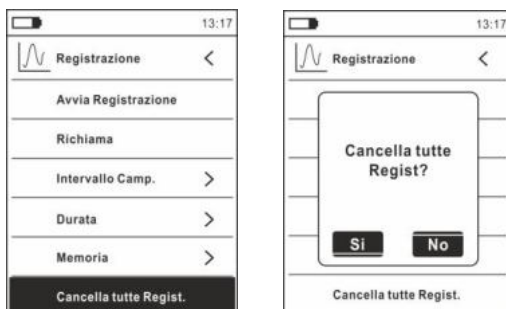 13:17
Registrazione
Avvia Registrazione
Richiama
Intervallo Camp.
Durata
Memoria
Cancella tutte Regist.
13:17
Registrazione
Cancella tutte
Regist?
Si No
Cancella tutte Regist.